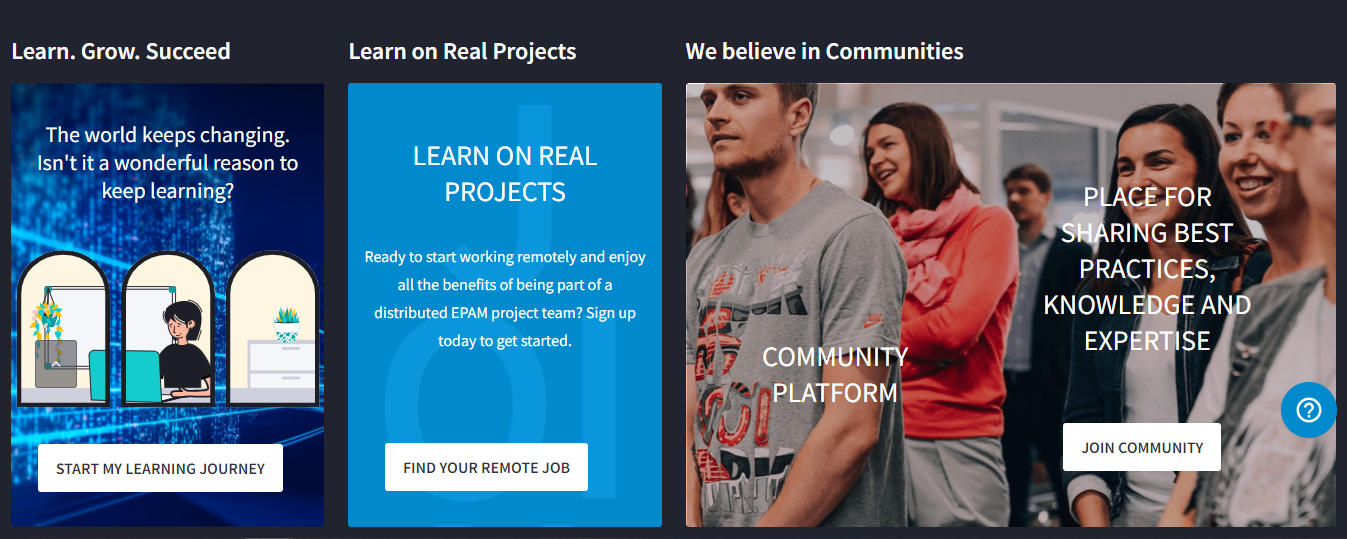 Learn. Grow. Succeed
The world keeps changing.
Isn't it a wonderful reason to
keep learning?
START MY LEARNING JOURNEY
Learn on Real Projects
LEARN ON REAL
PROJECTS
Ready to start working remotely and enjoy
all the benefits of being part of a
distributed EPAM project team? Sign up
today to get started.
FIND YOUR REMOTE JOB
We believe in Communities
COMMUNITY
PLATFORM
PLACE FOR
SHARING BEST
PRACTICES,
KNOWLEDGE AND
EXPERTISE
JOIN COMMUNITY
?